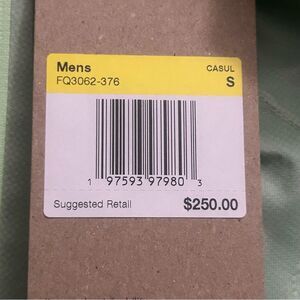 Mens CASUL
FQ3062-376 S
1 97593 97980 3
Suggested Retail $250.00